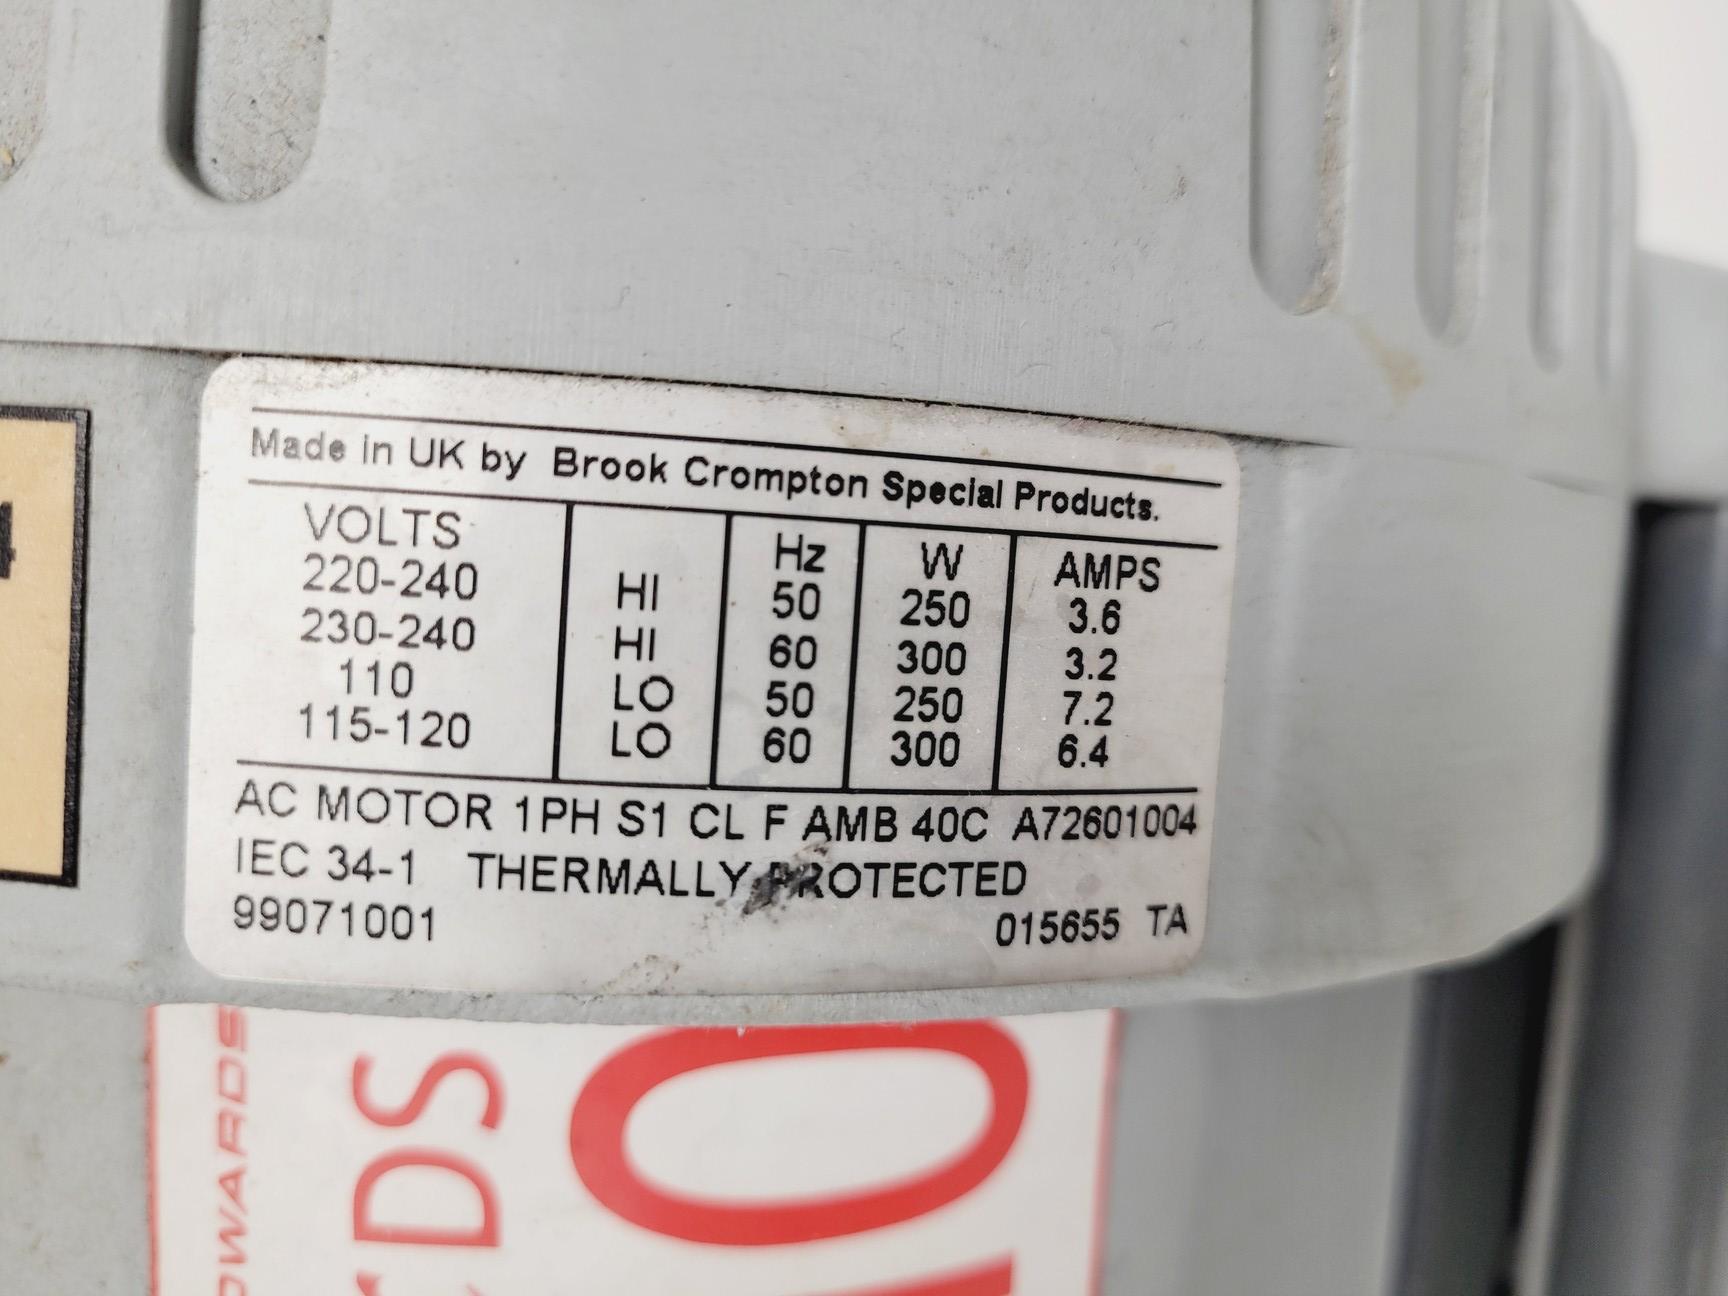 Made in UK by Brook Crompton Special Products.
VOLTS Hz W AMPS
220-240 HI 50 250 3.6
230-240 HI 60 300 3.2
110 LO 50 250 7.2
115-120 LO 60 300 6.4
AC MOTOR 1PH S1 CL F AMB 40C A72601004
IEC 34-1 THERMALLY PROTECTED
99071001 015655 TA
4